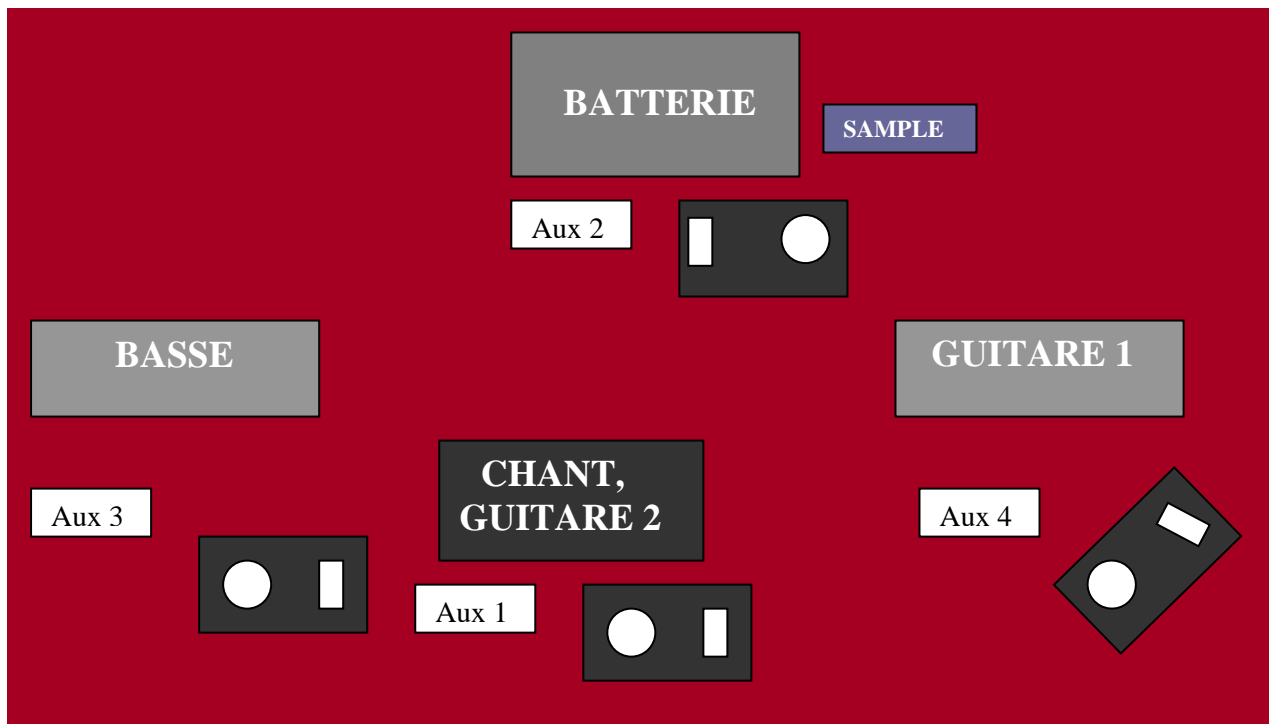 BATTERIE
SAMPLE
Aux 2
BASSE
GUITARE 1
CHANT,
GUITARE 2
Aux 3
Aux 4
Aux 1